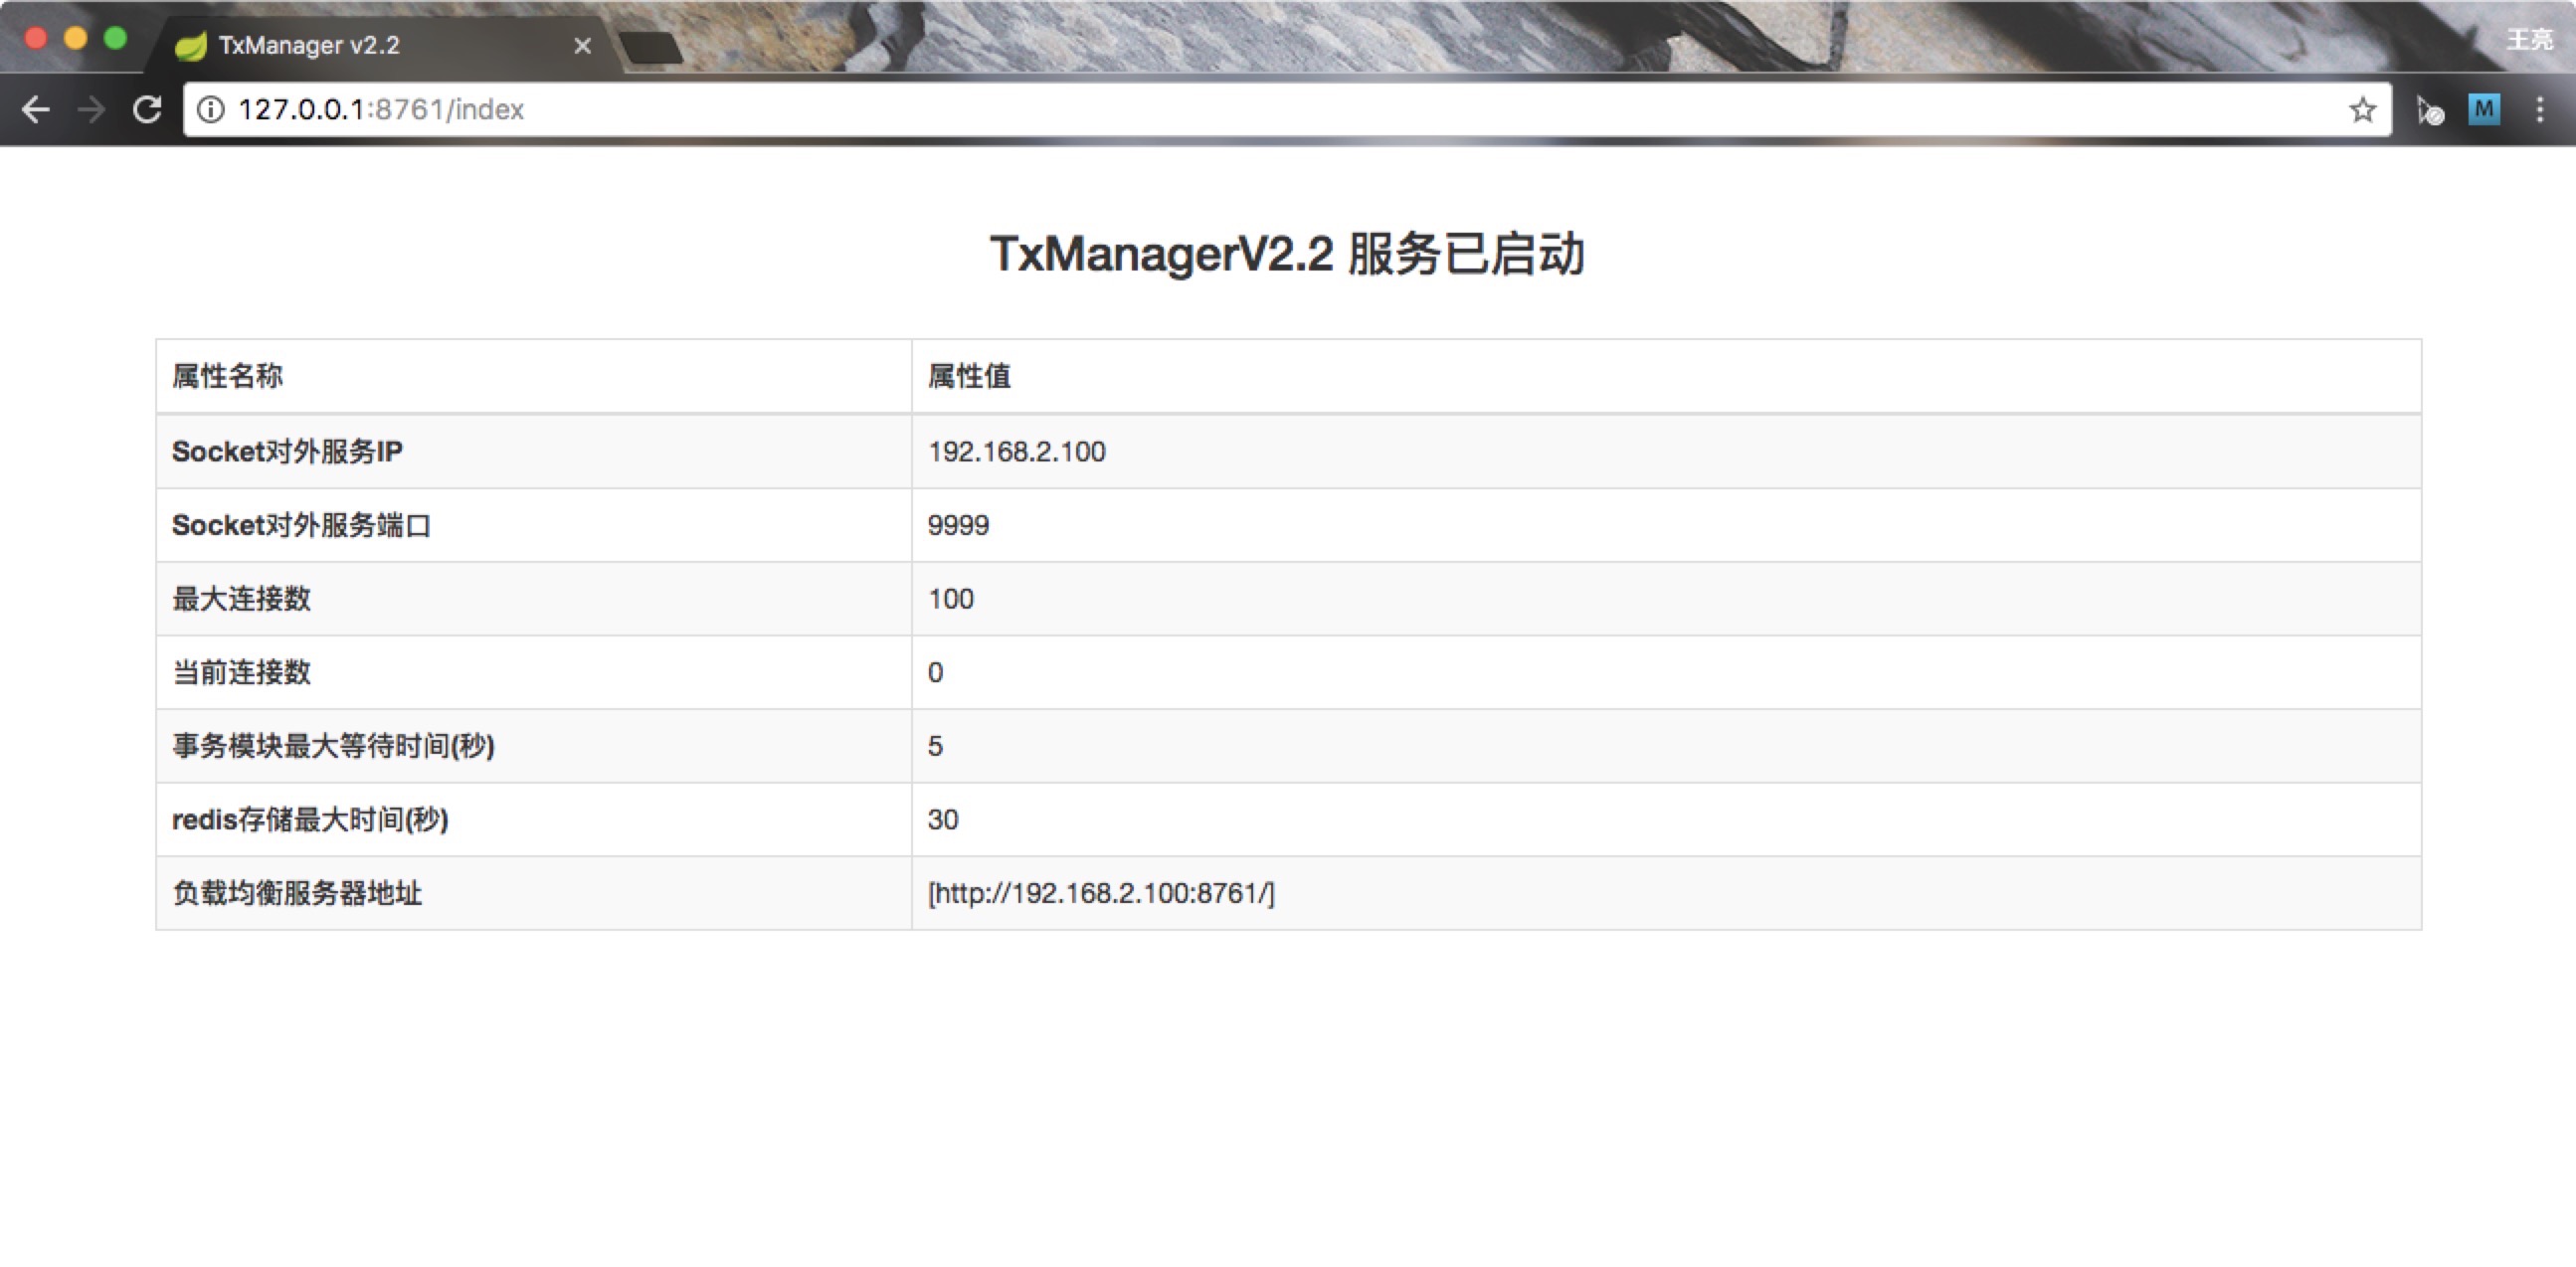 TxManager v2.2
王亮
127.0.0.1:8761/index
M
TxManagerV2.2 服务已启动
属性名称 属性值
Socket对外服务IP 192.168.2.100
Socket对外服务端口 9999
最大连接数 100
当前连接数 0
事务模块最大等待时间(秒) 5
redis存储最大时间(秒) 30
负载均衡服务器地址 [http://192.168.2.100:8761/]